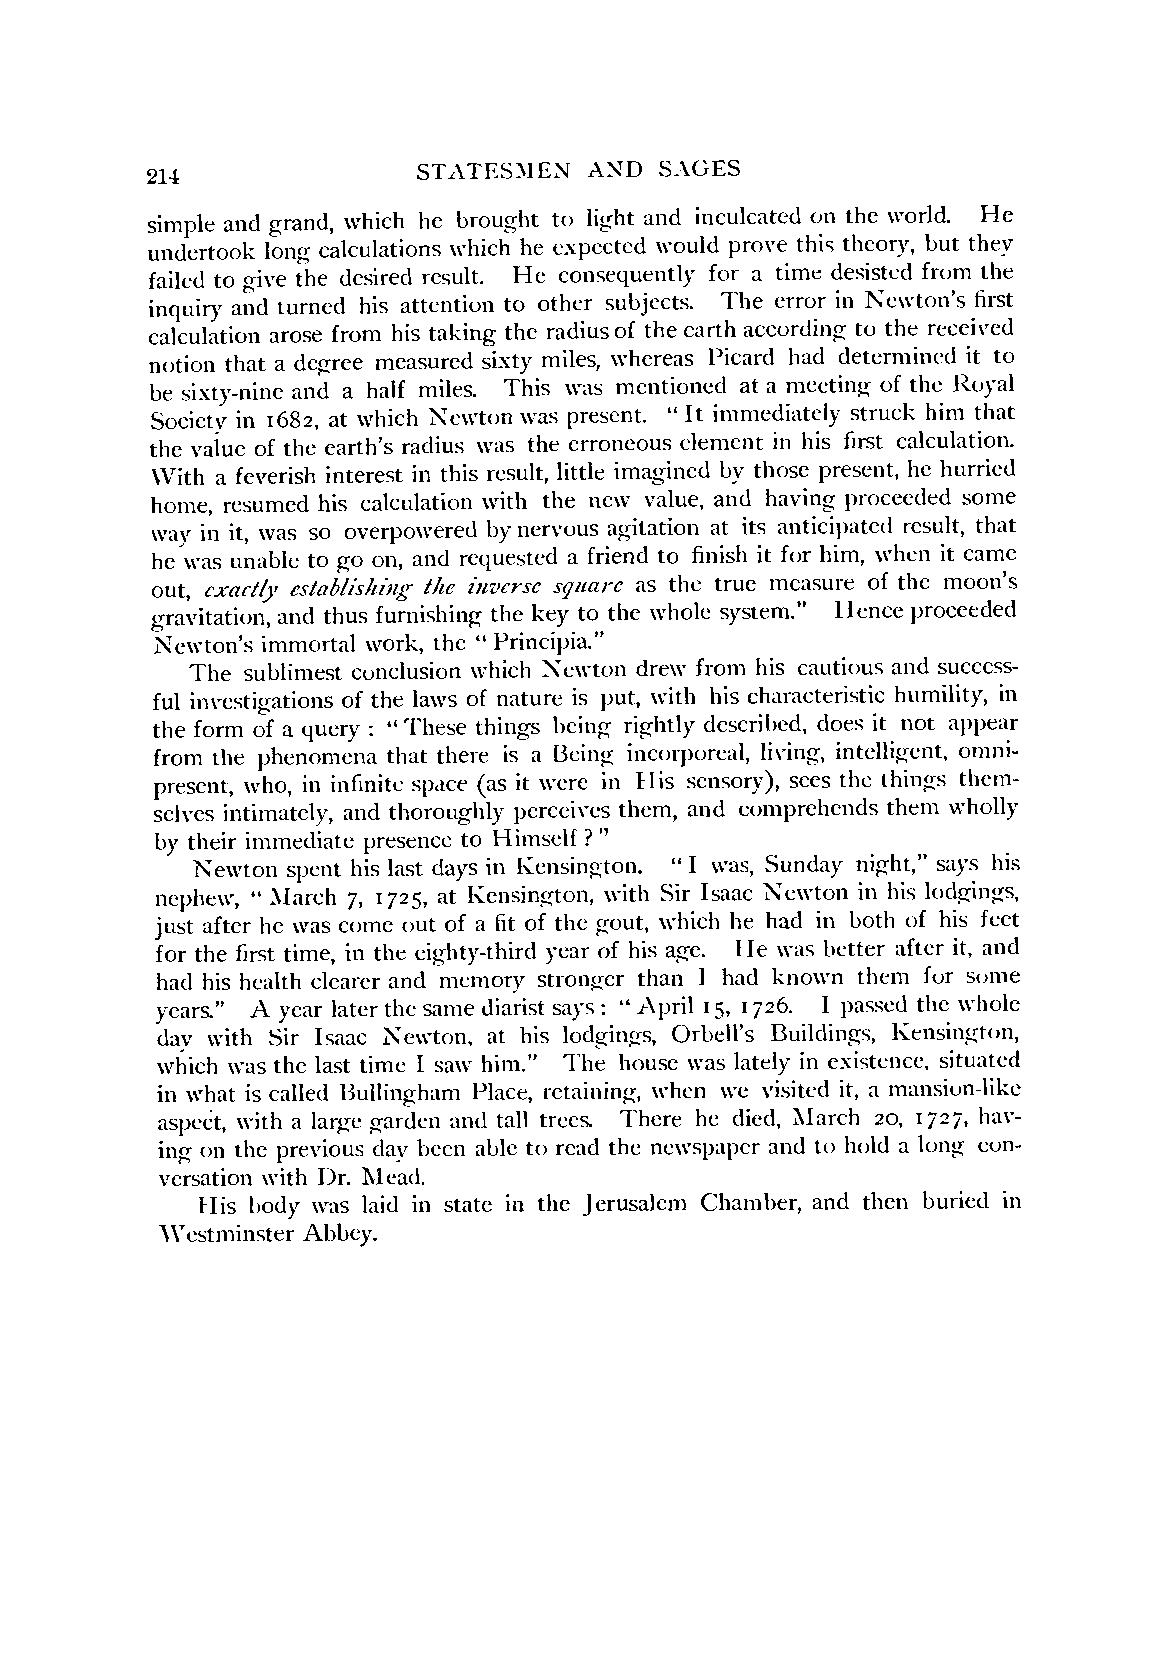 214 STATESMEN AND SAGES
simple and grand, which he brought to light and inculcated on the world. He
undertook long calculations which he expected would prove this theory, but they
failed to give the desired result. He consequently for a time desisted from the
inquiry and turned his attention to other subjects. The error in Newton's first
calculation arose from his taking the radius of the earth according to the received
notion that a degree measured sixty miles, whereas Picard had determined it to
be sixty-nine and a half miles. This was mentioned at a meeting of the Royal
Society in 1682, at which Newton was present. "It immediately struck him that
the value of the earth's radius was the erroneous element in his first calculation.
With a feverish interest in this result, little imagined by those present, he hurried
home, resumed his calculation with the new value, and having proceeded some
way in it, was so overpowered by nervous agitation at its anticipated result, that
he was unable to go on, and requested a friend to finish it for him, when it came
out, exactly establishing the inverse square as the true measure of the moon's
gravitation, and thus furnishing the key to the whole system." Hence proceeded
Newton's immortal work, the "Principia."
The sublimest conclusion which Newton drew from his cautious and success-
ful investigations of the laws of nature is put, with his characteristic humility, in
the form of a query : "These things being rightly described, does it not appear
from the phenomena that there is a Being incorporeal, living, intelligent, omni-
present, who, in infinite space (as it were in His sensory), sees the things them-
selves intimately, and thoroughly perceives them, and comprehends them wholly
by their immediate presence to Himself ?"
Newton spent his last days in Kensington. "I was, Sunday night," says his
nephew, "March 7, 1725, at Kensington, with Sir Isaac Newton in his lodgings,
just after he was come out of a fit of the gout, which he had in both of his feet
for the first time, in the eighty-third year of his age. He was better after it, and
had his health clearer and memory stronger than I had known them for some
years." A year later the same diarist says : "April 15, 1726. I passed the whole
day with Sir Isaac Newton, at his lodgings, Orbell's Buildings, Kensington,
which was the last time I saw him." The house was lately in existence, situated
in what is called Bullingham Place, retaining, when we visited it, a mansion-like
aspect, with a large garden and tall trees. There he died, March 20, 1727, hav-
ing on the previous day been able to read the newspaper and to hold a long con-
versation with Dr. Mead.
His body was laid in state in the Jerusalem Chamber, and then buried in
Westminster Abbey.